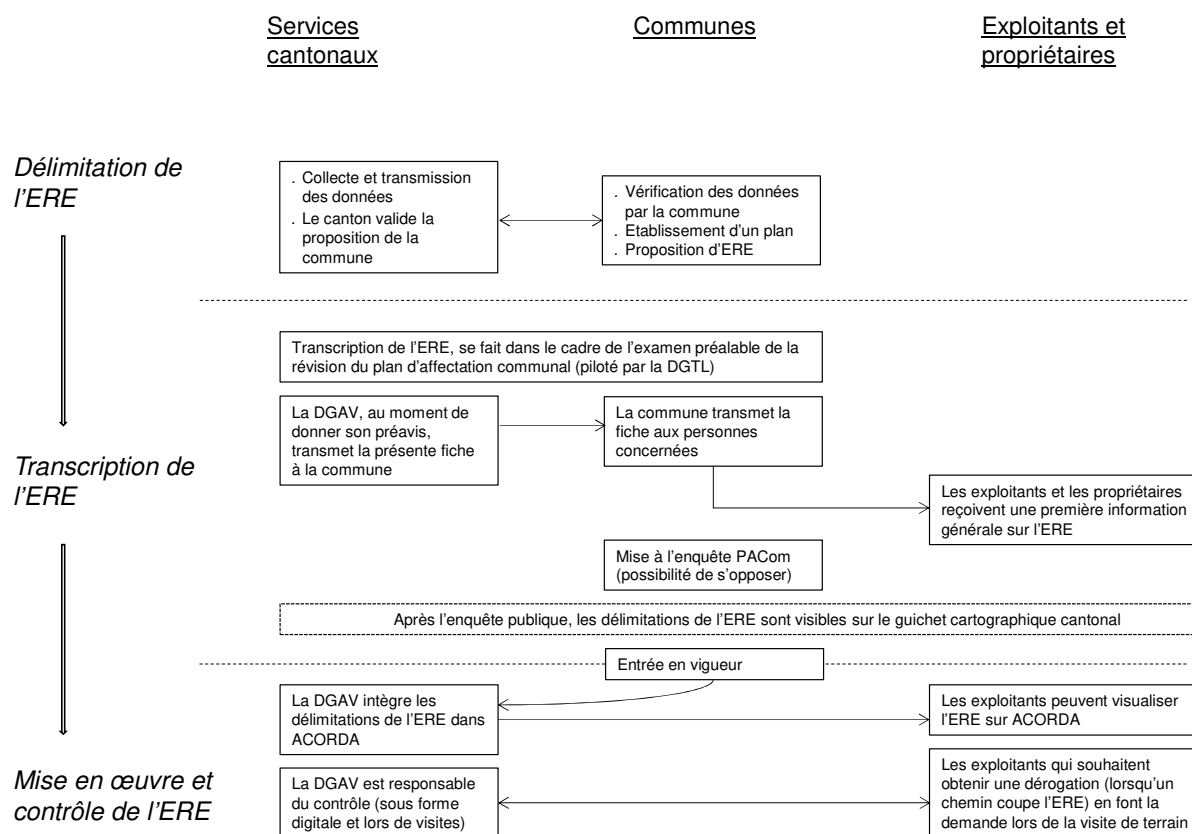 Services
cantonaux
Communes
Exploitants et
propriétaires
Délimitation de
l'ERE
. Collecte et transmission
des données
. Le canton valide la
proposition de la
commune
. Vérification des données
par la commune
. Etablissement d'un plan
. Proposition d'ERE
Transcription de l'ERE, se fait dans le cadre de l'examen préalable de la
révision du plan d'affectation communal (piloté par la DGTL)
Transcription de
l'ERE
La DGAV, au moment de
donner son préavis,
transmet la présente fiche
à la commune
La commune transmet la
fiche aux personnes
concernées
Les exploitants et les propriétaires
reçoivent une première information
générale sur l'ERE
Mise à l'enquête PACom
(possibilité de s'opposer)
Après l'enquête publique, les délimitations de l'ERE sont visibles sur le guichet cartographique cantonal
Entrée en vigueur
La DGAV intègre les
délimitations de l'ERE dans
ACORDA
Les exploitants peuvent visualiser
l'ERE sur ACORDA
Mise en œuvre et
contrôle de l'ERE
La DGAV est responsable
du contrôle (sous forme
digitale et lors de visites)
Les exploitants qui souhaitent
obtenir une dérogation (lorsqu'un
chemin coupe l'ERE) en font la
demande lors de la visite de terrain